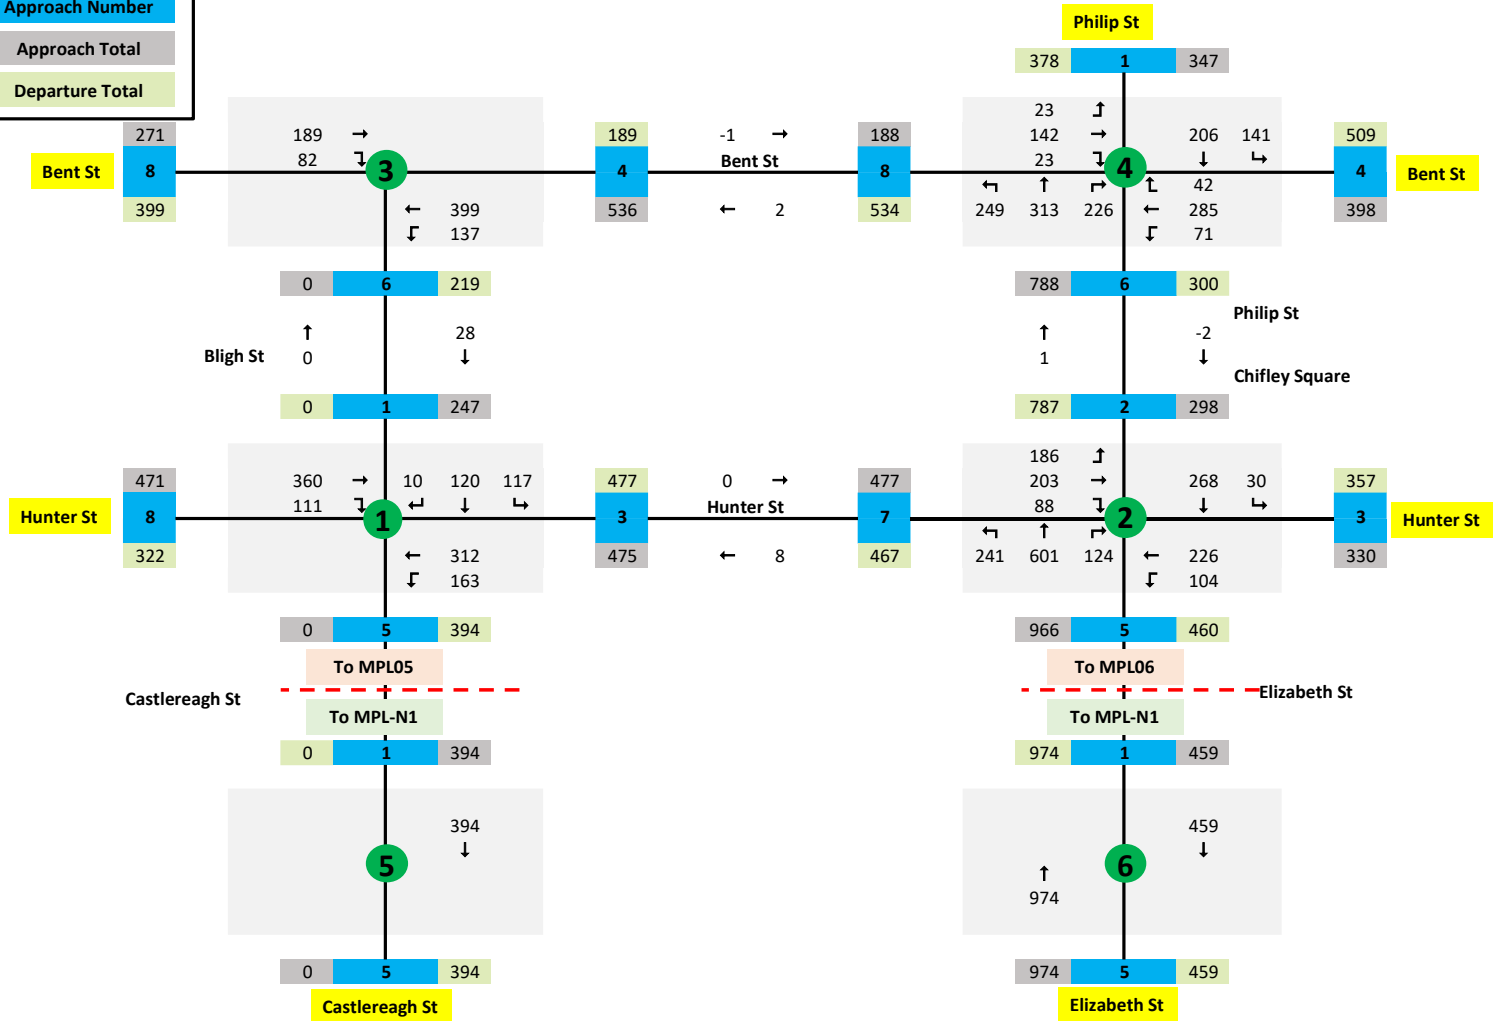 Approach Number
Approach Total
Departure Total
Philip St
378 1 347
23
271 189 189 -1 188 142 206 141 509
82 23
Bent St 8 3 4 Bent St 8 4 4 Bent St
42
399 399 536 2 534 249 313 226 285 398
137 71
0 6 219 788 6 300
Philip St
28 -2
Bligh St 0 1
Chifley Square
0 1 247 787 2 298
186
471 360 10 120 117 477 0 477 203 268 30 357
111 88
Hunter St 8 1 3 Hunter St 7 2 3 Hunter St
322 312 475 8 467 241 601 124 226 330
163 104
0 5 394 966 5 460
To MPL05 To MPL06
Castlereagh St Elizabeth St
To MPL-N1 To MPL-N1
0 1 394 974 1 459
394 459
5 6
974
0 5 394 974 5 459
Castlereagh St Elizabeth St